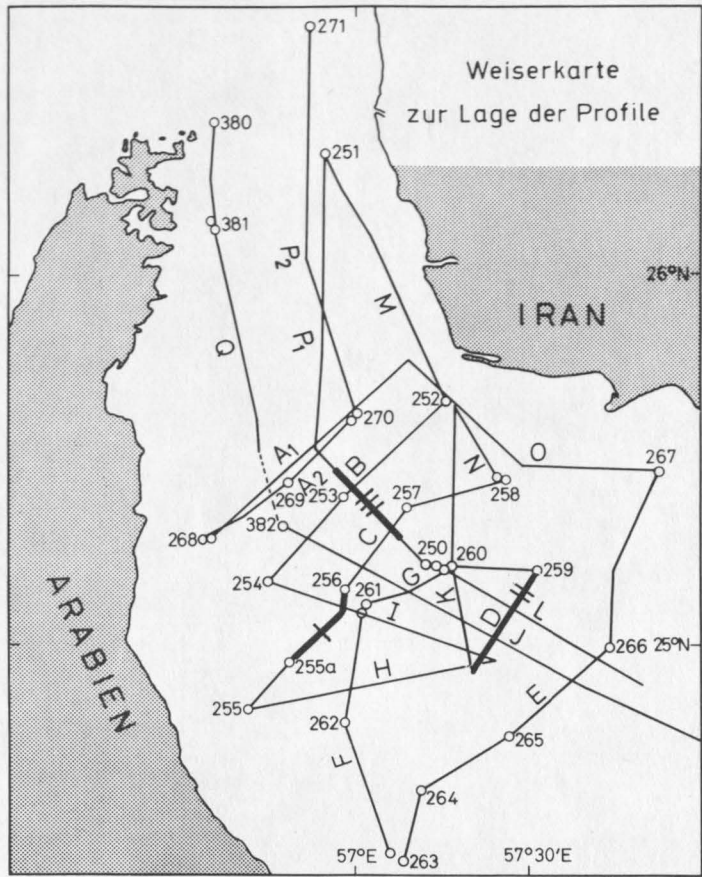 271
Weiserkarte
zur Lage der Profile
380
251
381
P2
M
26°N
IRAN
Q
P1
252
270
O
A1
B
N
267
269
A2
253
257
258
268
382
C
250
260
254
256
G
K
259
261
I
D
L
J
255a
H
266
25°N
ARABIEN
255
E
262
265
F
264
57°E
263
57°30'E